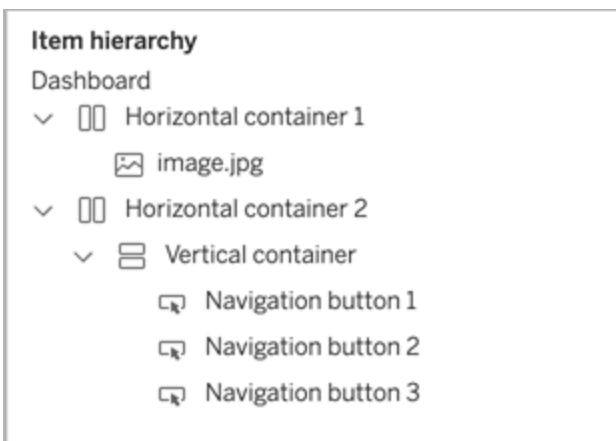 Item hierarchy
Dashboard
Horizontal container 1
image.jpg
Horizontal container 2
Vertical container
Navigation button 1
Navigation button 2
Navigation button 3